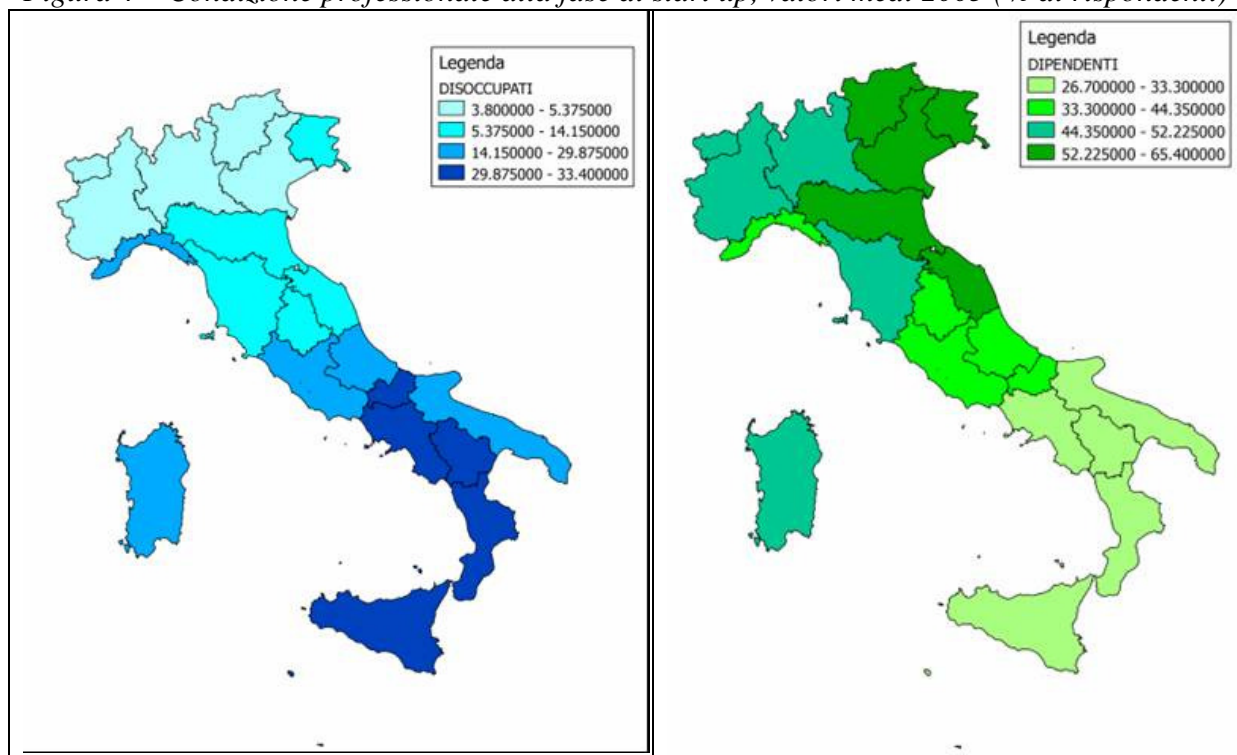 Legenda
DISOCCUPATI
3.800000 - 5.375000
5.375000 - 14.150000
14.150000 - 29.875000
29.875000 - 33.400000
Legenda
DIPENDENTI
26.700000 - 33.300000
33.300000 - 44.350000
44.350000 - 52.225000
52.225000 - 65.400000